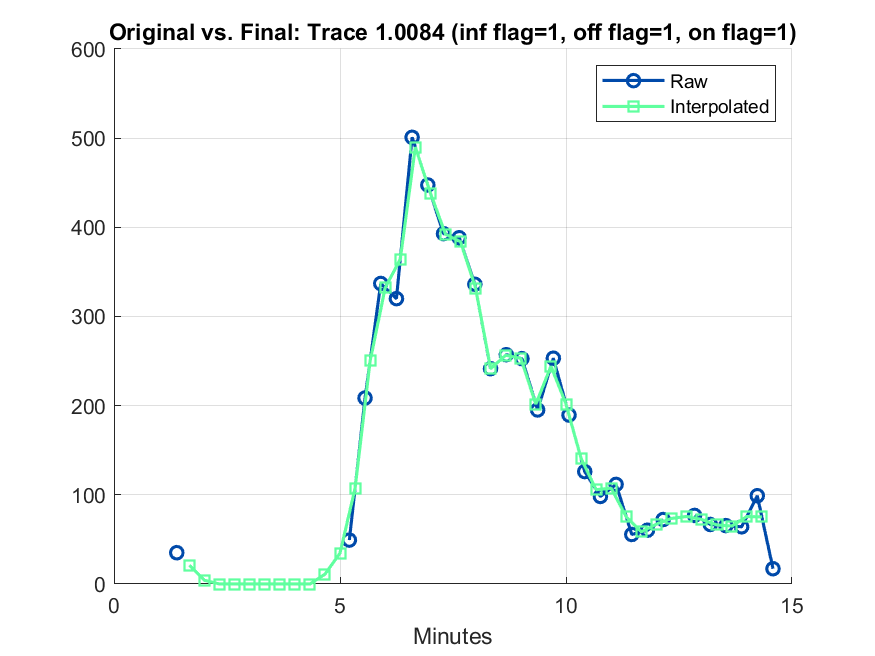 Original vs. Final: Trace 1.0084 (inf flag=1, off flag=1, on flag=1)
600
Raw
Interpolated
500
400
300
200
100
0
0 5 10 15
Minutes